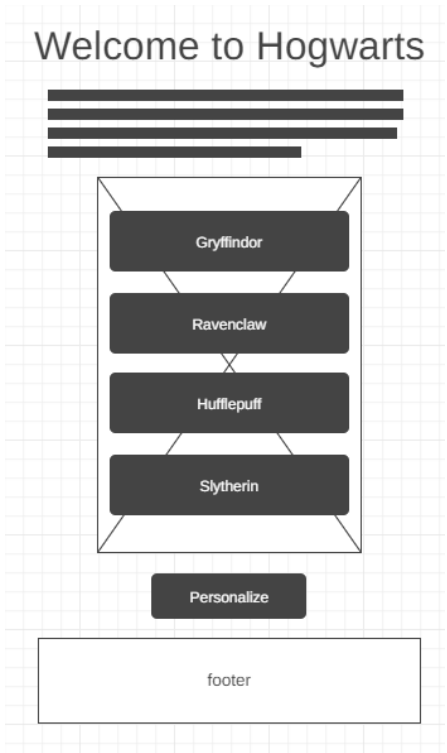 Welcome to Hogwarts
Gryffindor
Ravenclaw
Hufflepuff
Slytherin
Personalize
footer